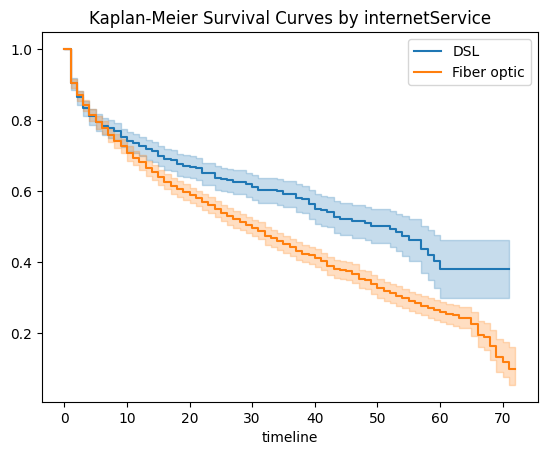 Kaplan-Meier Survival Curves by internetService
DSL
Fiber optic
1.0
0.8
0.6
0.4
0.2
0 10 20 30 40 50 60 70
timeline